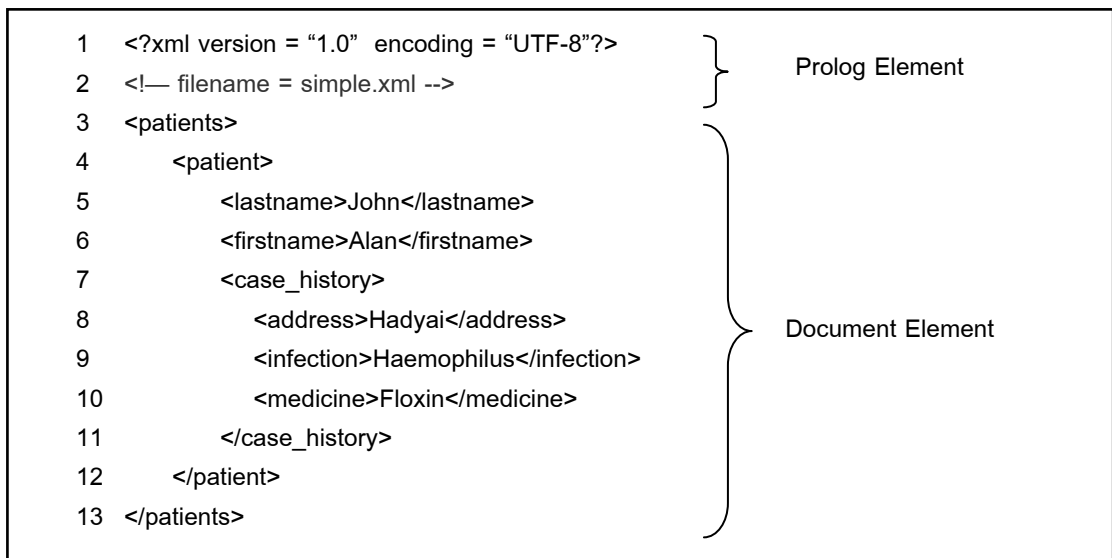 1 <?xml version = “1.0” encoding = “UTF-8”?>
Prolog Element
2 <!— filename = simple.xml -->
3 <patients>
4 <patient>
5 <lastname>John</lastname>
6 <firstname>Alan</firstname>
7 <case_history>
8 <address>Hadyai</address>
Document Element
9 <infection>Haemophilus</infection>
10 <medicine>Floxin</medicine>
11 </case_history>
12 </patient>
13 </patients>